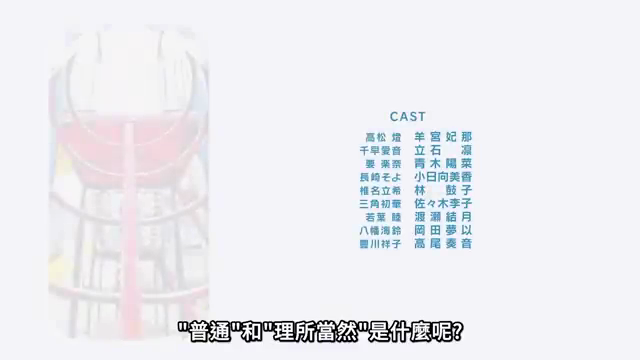 CAST
高松 燈 羊宮妃那
千早愛音 立石 凛
要 楽奈 青木陽菜
長崎そよ 小日向美香
椎名立希 林 鼓子
三角初華 佐々木李子
若葉 睦 渡瀬結月
八幡海鈴 岡田夢以
豊川祥子 高尾奏音
"普通"和"理所當然"是什麼呢?